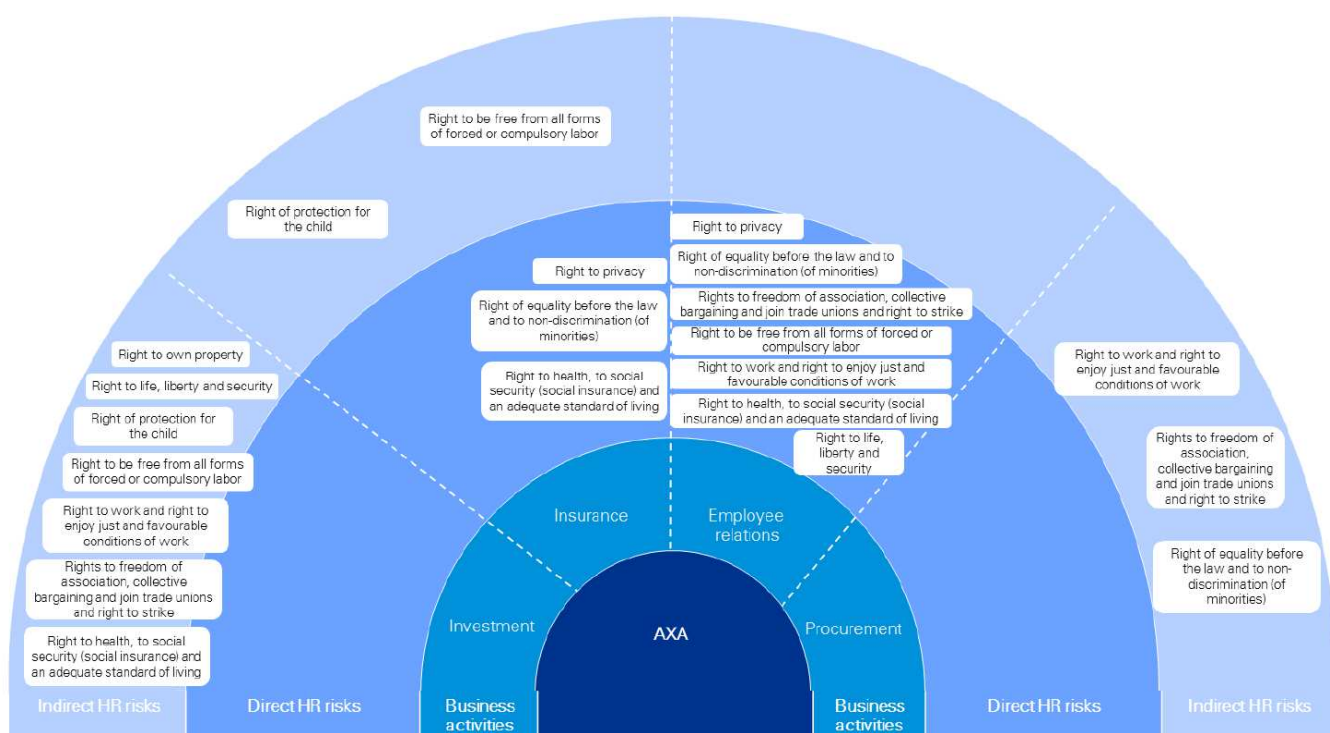 Right to be free from all forms
of forced or compulsory labor
Right of protection for
the child
Right to privacy
Right of equality before the law and to
non-discrimination (of minorities)
Right to privacy
Rights to freedom of association, collective
bargaining and join trade unions and right to strike
Right of equality before the law
and to non-discrimination (of
minorities)
Right to be free from all forms of forced or
compulsory labor
Right to work and right to enjoy just and
favourable conditions of work
Right to health, to social
security (social insurance) and
an adequate standard of living
Right to health, to social security (social
insurance) and an adequate standard of living
Right to life,
liberty and
security
Right to own property
Right to life, liberty and security
Right of protection for
the child
Right to be free from all forms
of forced or compulsory labor
Right to work and right to
enjoy just and favourable
conditions of work
Rights to freedom of
association, collective
bargaining and join trade unions
and right to strike
Right to health, to social
security (social insurance) and
an adequate standard of living
Right to work and right to
enjoy just and favourable
conditions of work
Rights to freedom of
association,
collective bargaining
and join trade unions
and right to strike
Right of equality before
the law and to non-
discrimination (of
minorities)
Insurance
Employee
relations
Investment
AXA
Procurement
Indirect HR risks
Direct HR risks
Business
activities
Business
activities
Direct HR risks
Indirect HR risks